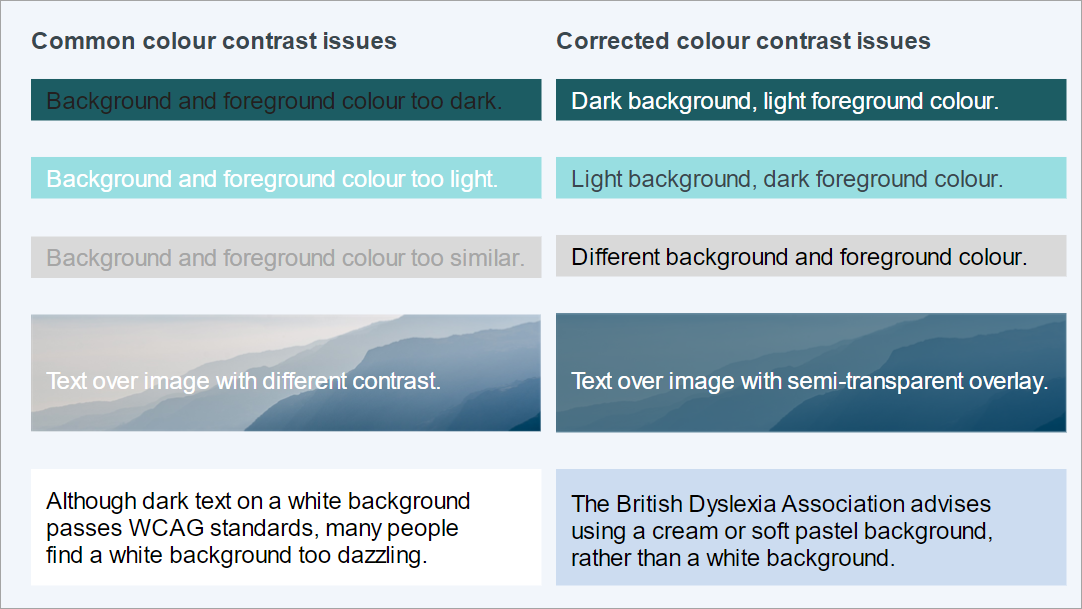 Common colour contrast issues
Background and foreground colour too dark.
Background and foreground colour too light.
Background and foreground colour too similar.
Text over image with different contrast.
Although dark text on a white background
passes WCAG standards, many people
find a white background too dazzling.
Corrected colour contrast issues
Dark background, light foreground colour.
Light background, dark foreground colour.
Different background and foreground colour.
Text over image with semi-transparent overlay.
The British Dyslexia Association advises
using a cream or soft pastel background,
rather than a white background.